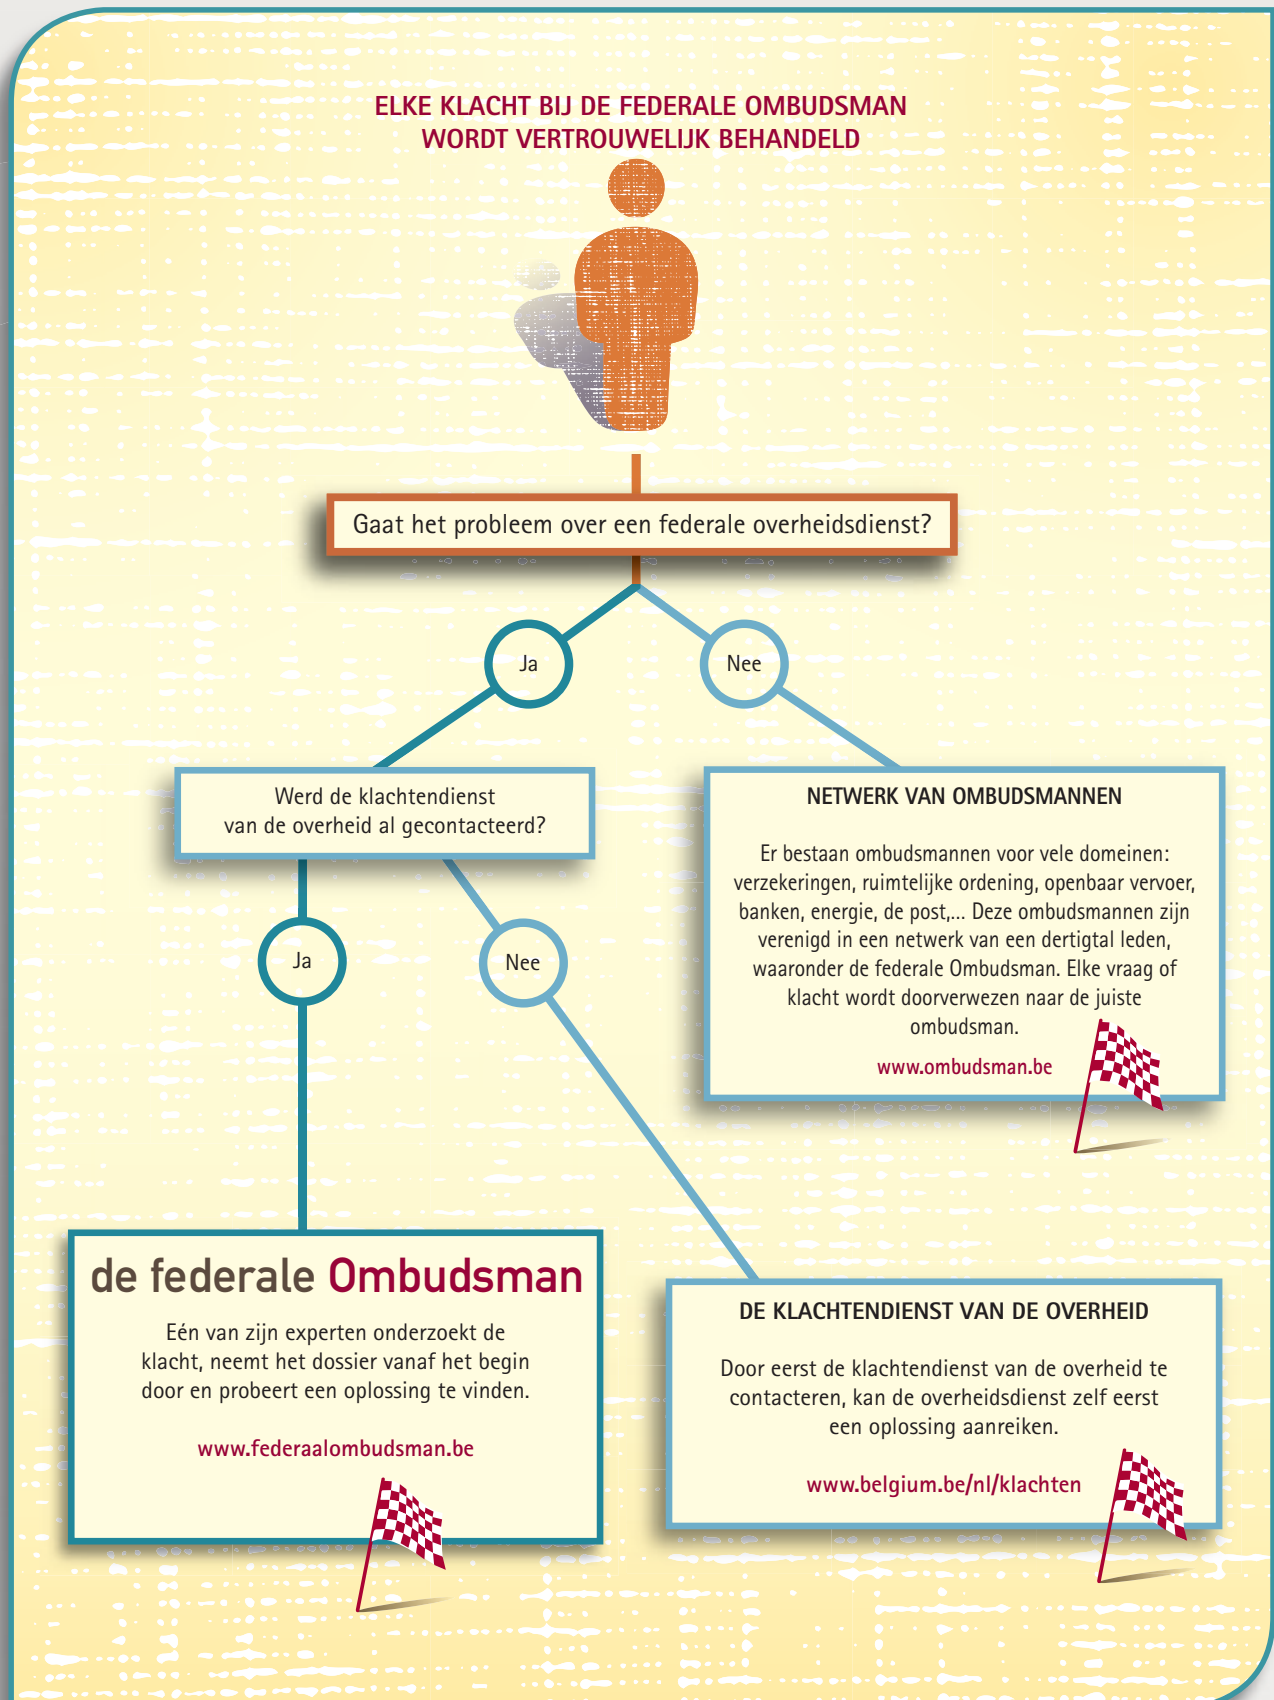 ELKE KLACHT BIJ DE FEDERALE OMBUDSMAN
WORDT VERTROUWELIJK BEHANDELD
Gaat het probleem over een federale overheidsdienst?
Ja
Nee
Werd de klachtendienst
van de overheid al gecontacteerd?
NETWERK VAN OMBUDSMANNEN
Er bestaan ombudsmannen voor vele domeinen:
verzekeringen, ruimtelijke ordening, openbaar vervoer,
banken, energie, de post,... Deze ombudsmannen zijn
verenigd in een netwerk van een dertigtal leden,
waaronder de federale Ombudsman. Elke vraag of
klacht wordt doorverwezen naar de juiste
ombudsman.
www.ombudsman.be
Ja
Nee
de federale Ombudsman
Eén van zijn experten onderzoekt de
klacht, neemt het dossier vanaf het begin
door en probeert een oplossing te vinden.
www.federaalombudsman.be
DE KLACHTENDIENST VAN DE OVERHEID
Door eerst de klachtendienst van de overheid te
contacteren, kan de overheidsdienst zelf eerst
een oplossing aanreiken.
www.belgium.be/nl/klachten